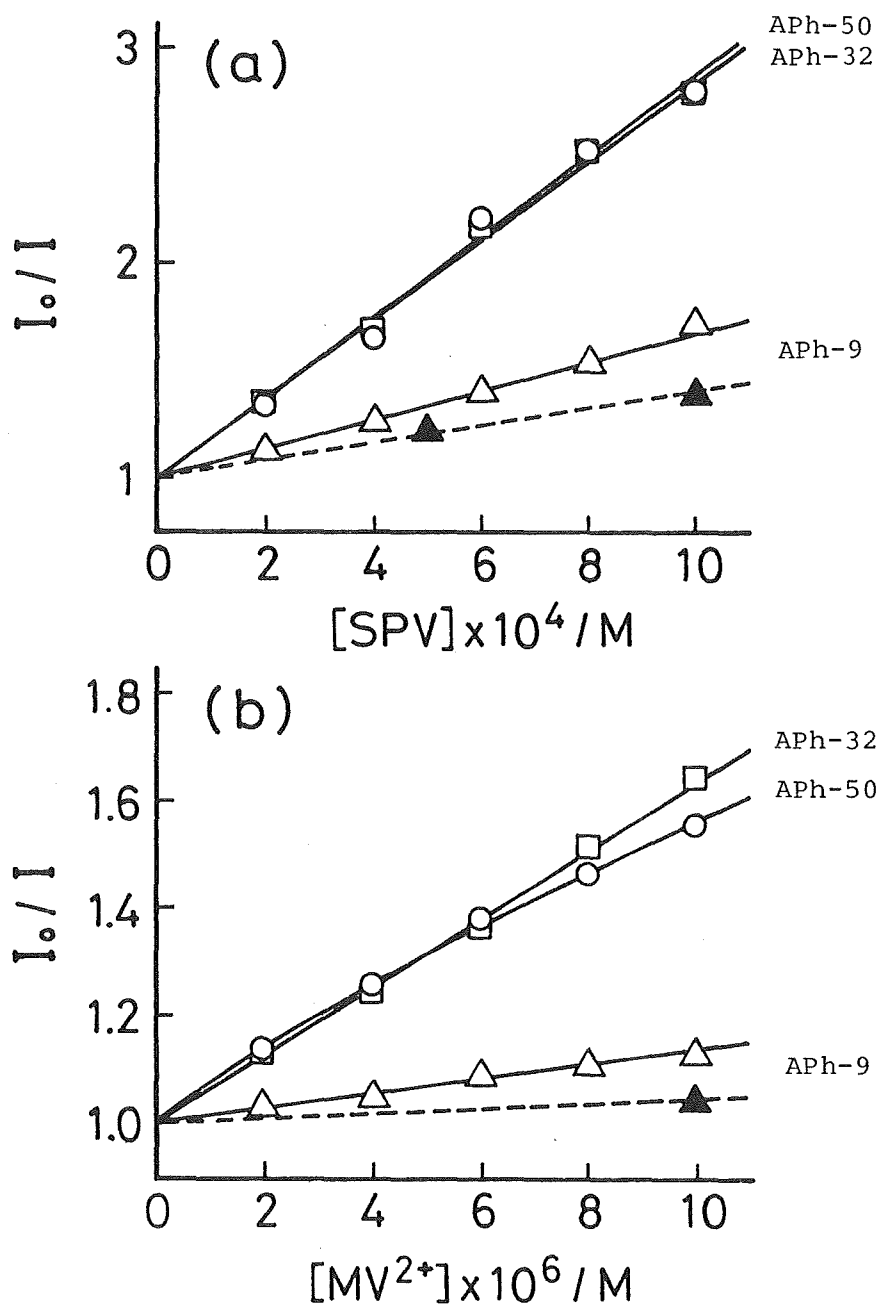 (a)
APh-50
APh-32
APh-9
3
2
1
I₀/I
0 2 4 6 8 10
[SPV]x10⁴/M
(b)
APh-32
APh-50
APh-9
1.8
1.6
1.4
1.2
1.0
I₀/I
0 2 4 6 8 10
[MV²⁺]x10⁶/M